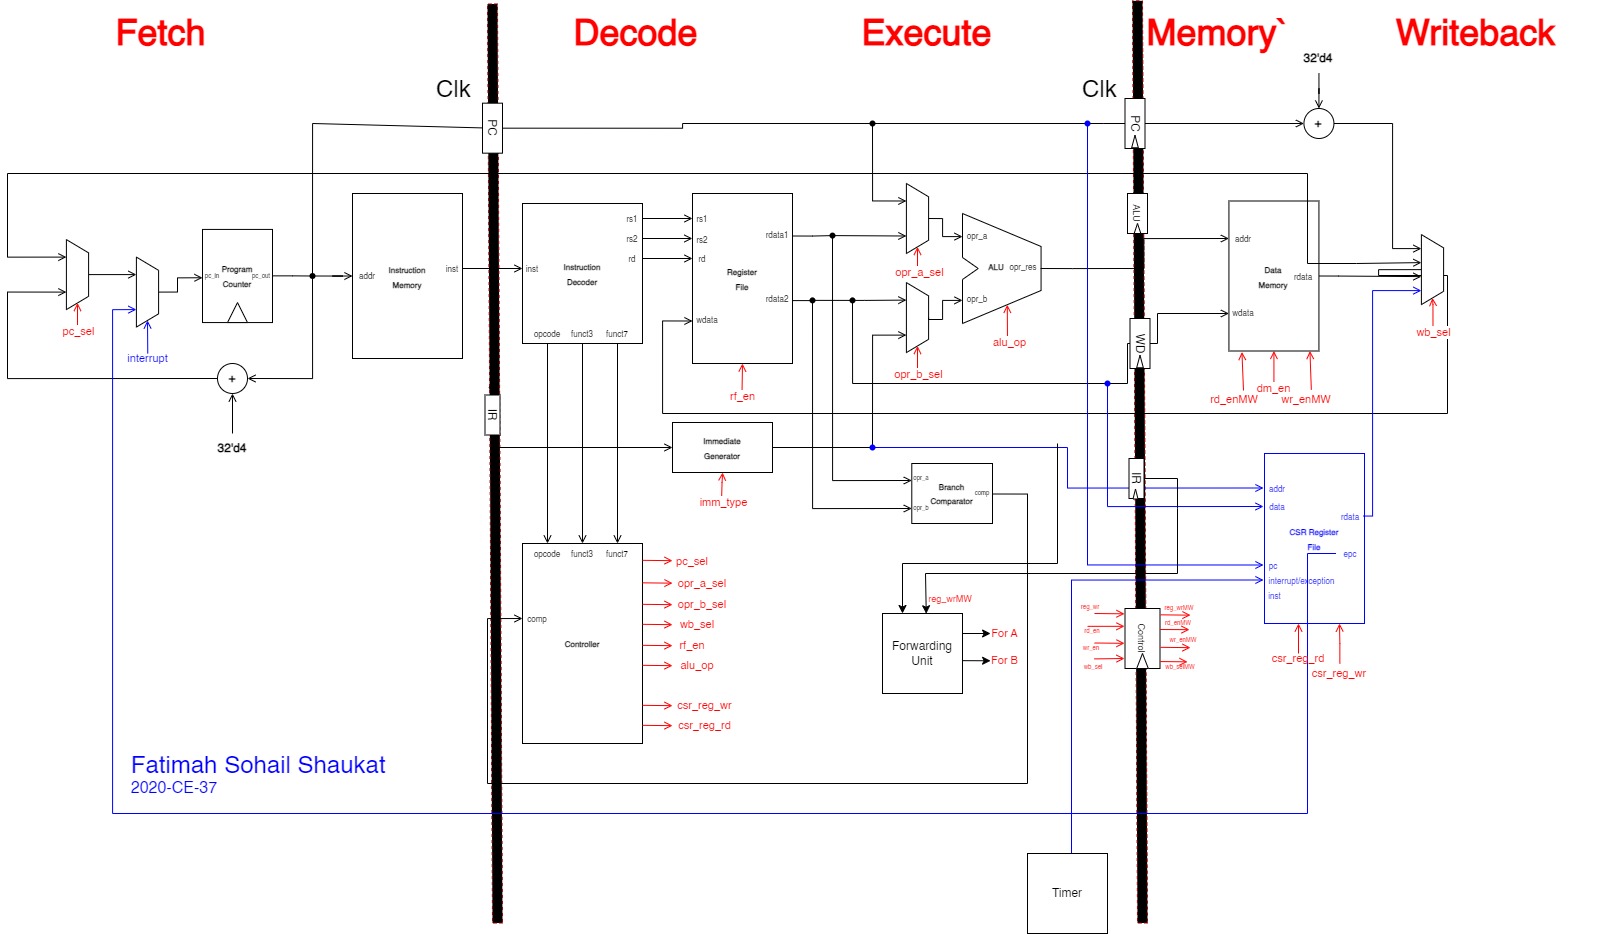 Fetch
Decode
Execute
Memory`
Writeback
32'd4
Clk
Clk
PC
PC
+
ALU
Program
Counter
pc_in
pc_out
addr
Instruction
Memory
inst
inst
Instruction
Decoder
rs1
rs2
rd
opcode
funct3
funct7
rs1
rs2
rd
Register
File
wdata
rdata1
rdata2
rf_en
opr_a_sel
opr_b_sel
opr_a
opr_b
ALU
opr_res
alu_op
WD
addr
Data
Memory
rdata
wdata
rd_enMW
dm_en
wr_enMW
wb_sel
pc_sel
interrupt
+
32'd4
IR
Immediate
Generator
imm_type
opr_a
opr_b
Branch
Comparator
comp
IR
addr
data
rdata
CSR Register
File
epc
pc
interrupt/exception
inst
csr_reg_rd
csr_reg_wr
opcode
funct3
funct7
comp
Controller
pc_sel
opr_a_sel
opr_b_sel
wb_sel
rf_en
alu_op
csr_reg_wr
csr_reg_rd
reg_wrMW
Forwarding
Unit
For A
For B
reg_wr
rd_en
wr_en
wb_sel
Control
reg_wrMW
rd_enMW
wr_enMW
wb_selMW
Fatimah Sohail Shaukat
2020-CE-37
Timer